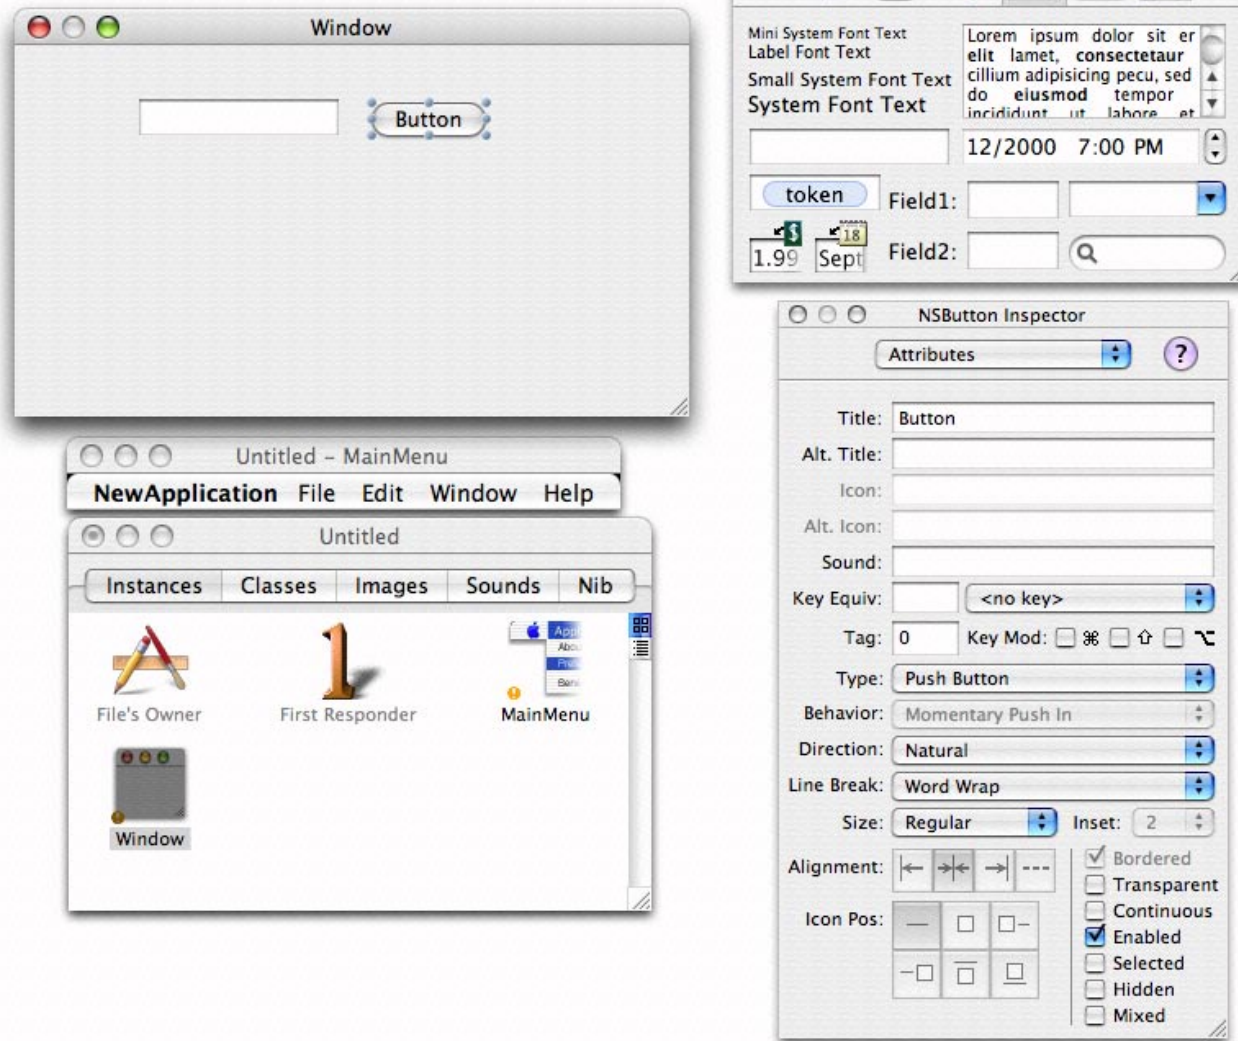 Window
Button
Mini System Font Text
Label Font Text
Small System Font Text
System Font Text
Lorem ipsum dolor sit er
elit lamet, consectetaur
cillium adipisicing pecu, sed
do eiusmod tempor
incididunt ut labore et
12/2000 7:00 PM
token
Field1:
1.99
18
Sept
Field2:
Untitled – MainMenu
NewApplication File Edit Window Help
Untitled
Instances Classes Images Sounds Nib
File's Owner
First Responder
MainMenu
Window
NSButton Inspector
Attributes
?
Title: Button
Alt. Title:
Icon:
Alt. Icon:
Sound:
Key Equiv: <no key>
Tag: 0 Key Mod: ⌘ ⇧ ⌥
Type: Push Button
Behavior: Momentary Push In
Direction: Natural
Line Break: Word Wrap
Size: Regular Inset: 2
Alignment:
Icon Pos:
Bordered
Transparent
Continuous
Enabled
Selected
Hidden
Mixed